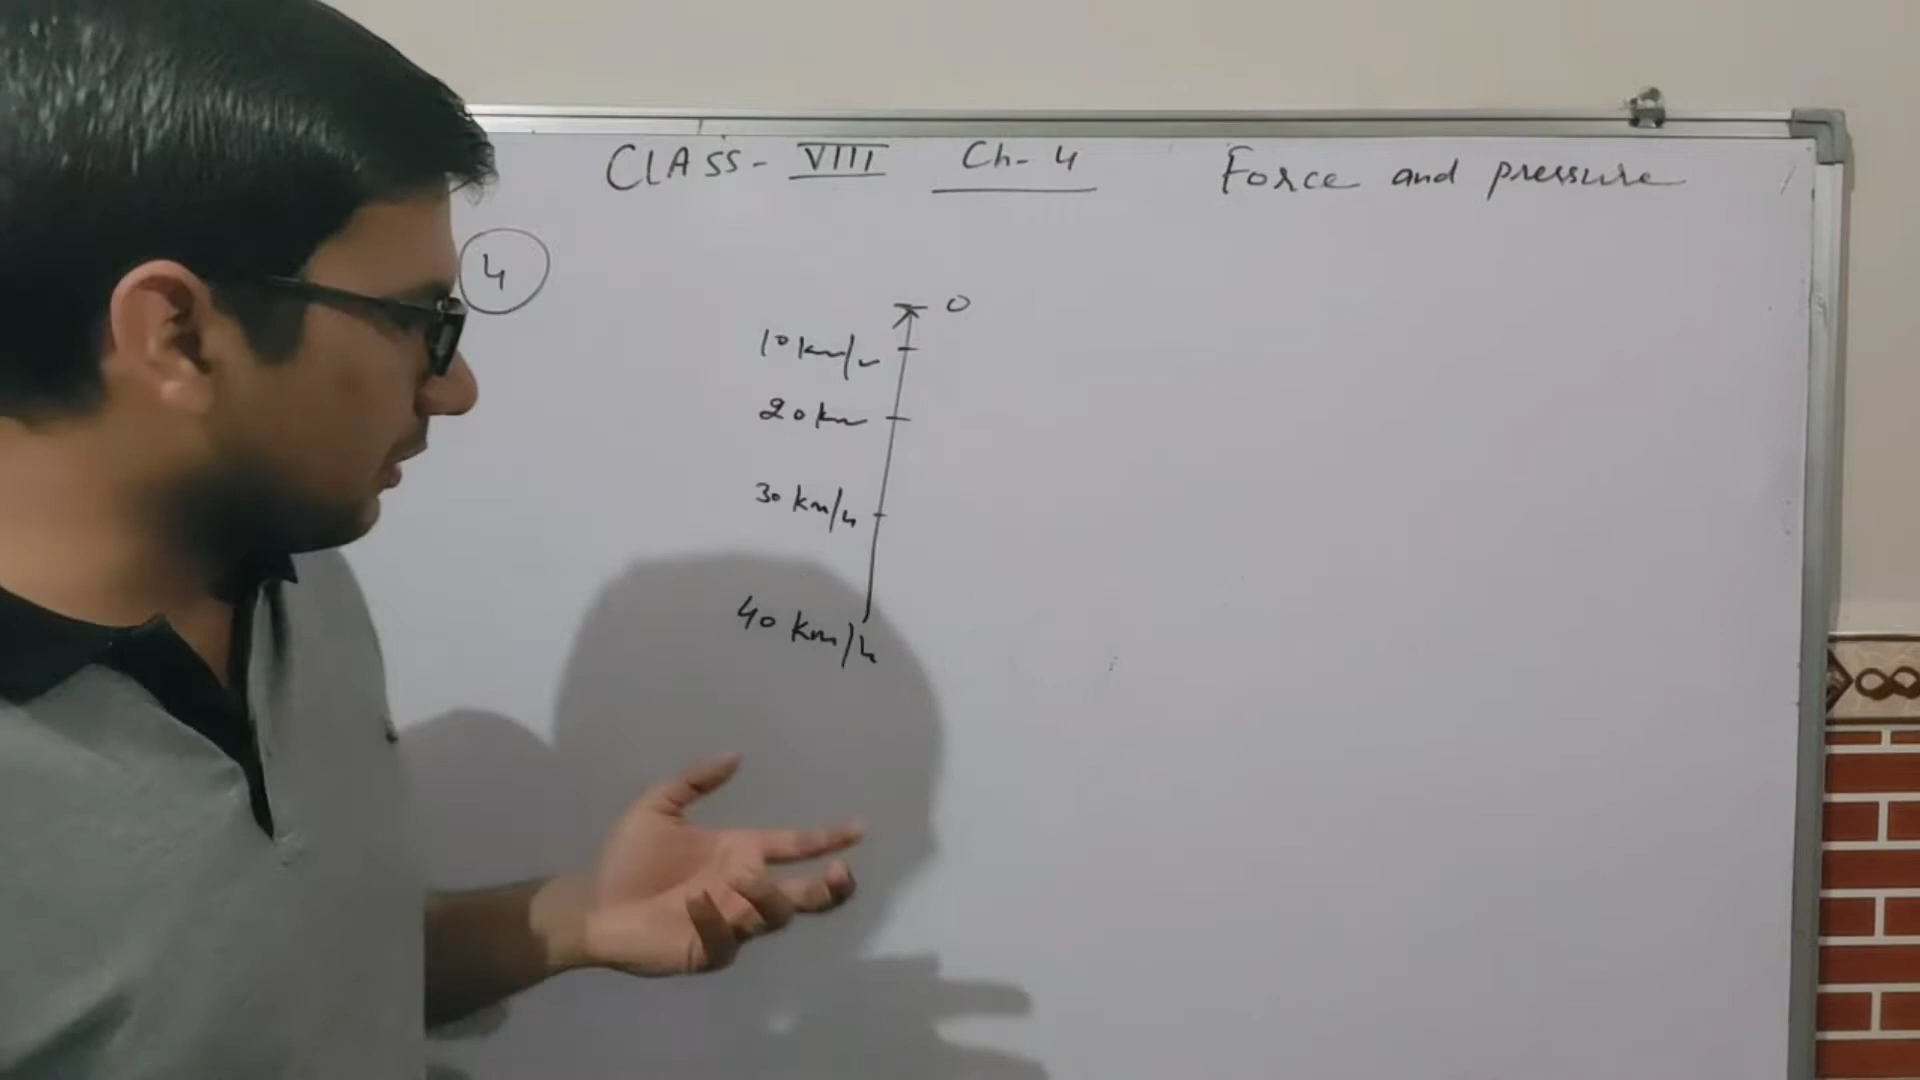 CLASS- VIII Ch- 4 Force and pressure
4
0
10 km/h
20 km
30 km/h
40 km/h